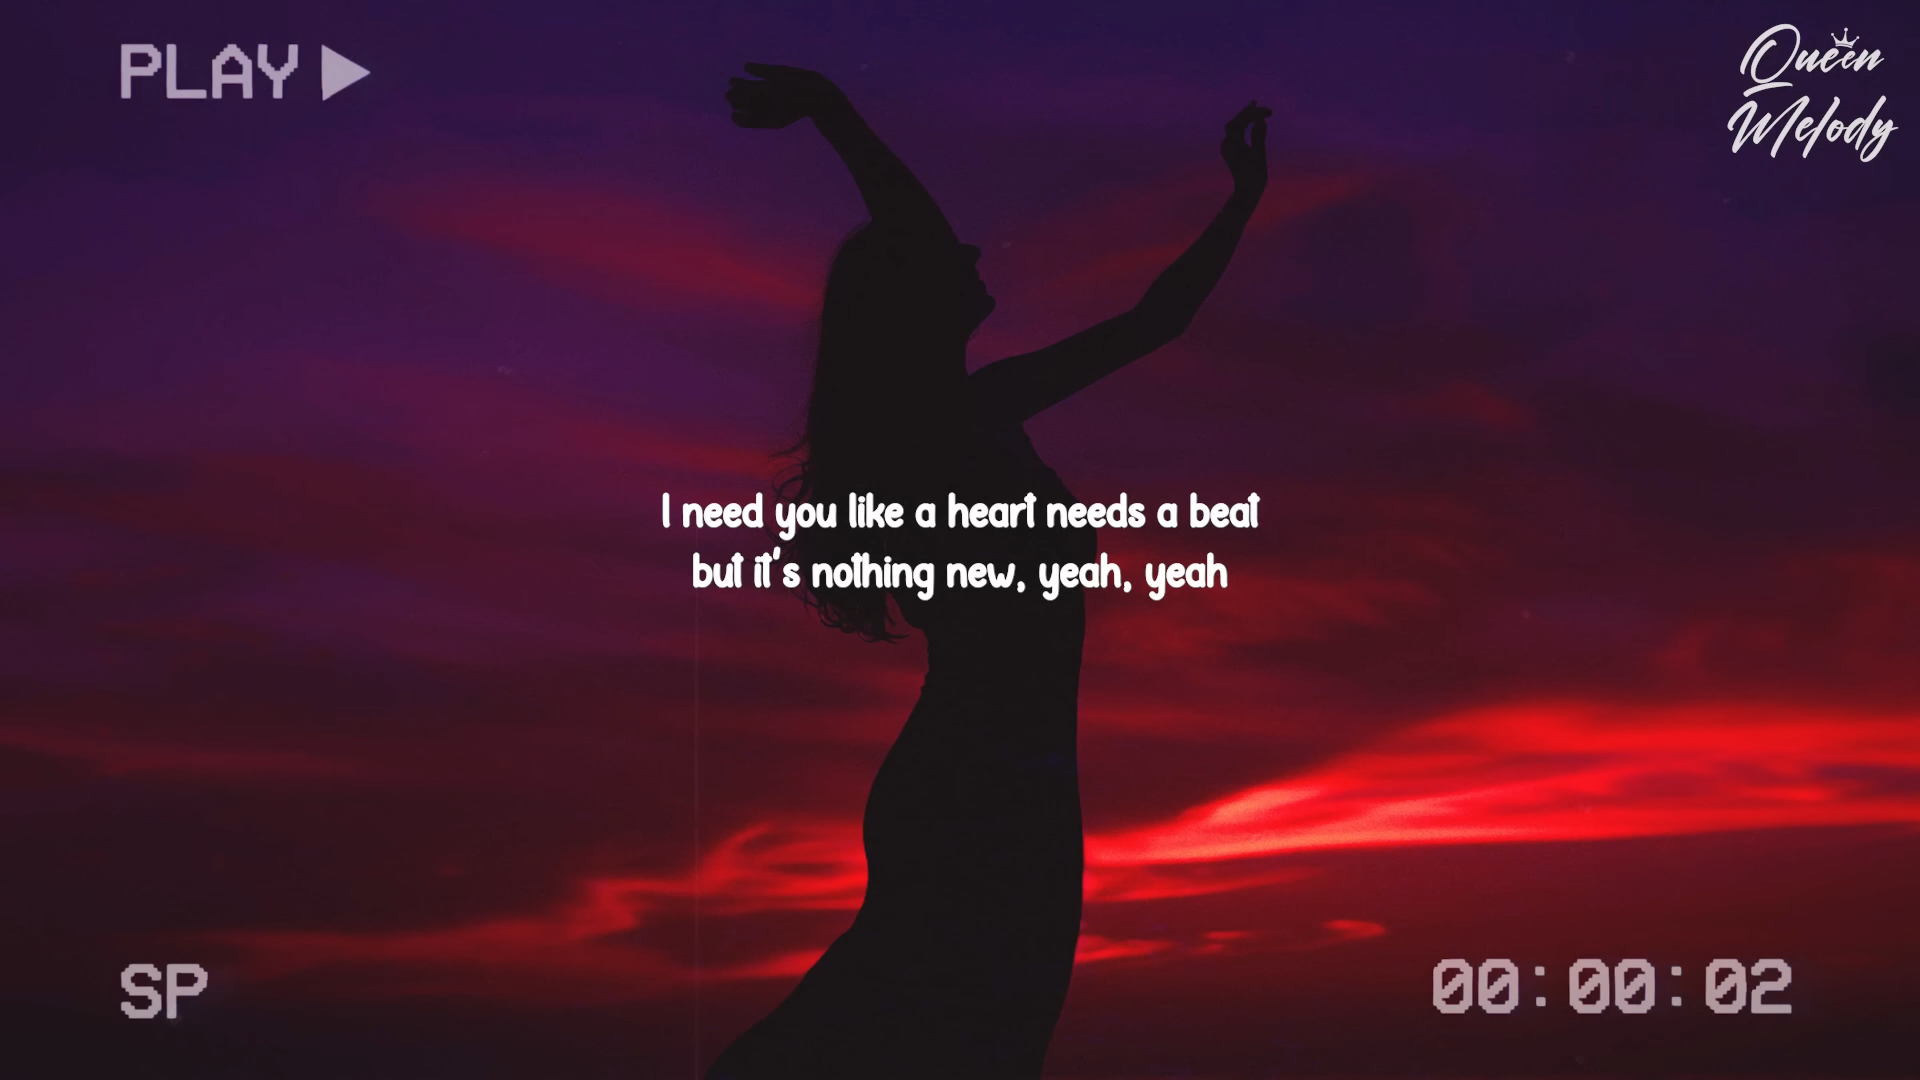 PLAY
Queen
Melody
I need you like a heart needs a beat
but it's nothing new, yeah, yeah
SP
00:00:02